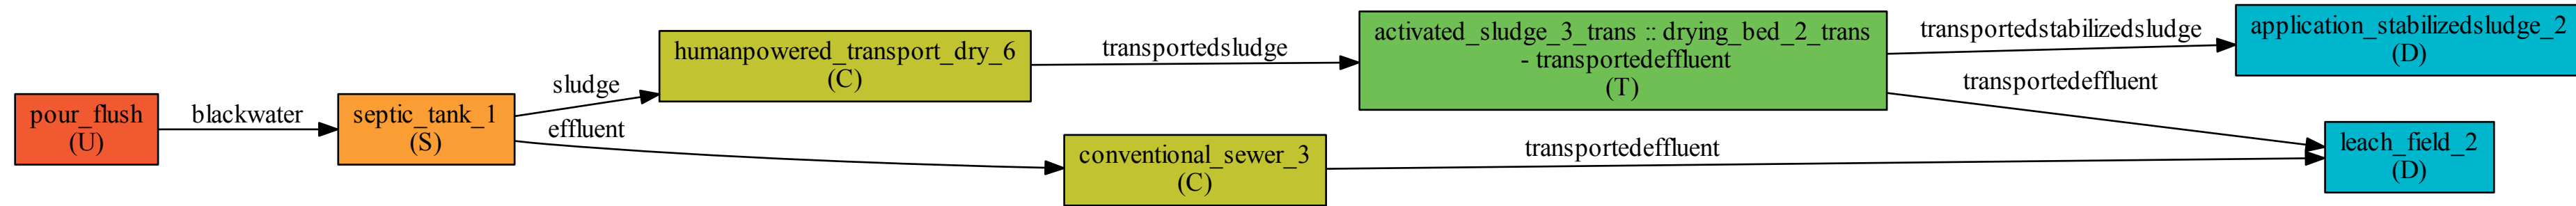 pour_flush
(U)
blackwater
septic_tank_1
(S)
sludge
effluent
humanpowered_transport_dry_6
(C)
transportedsludge
conventional_sewer_3
(C)
transportedeffluent
activated_sludge_3_trans :: drying_bed_2_trans
- transportedeffluent
(T)
transportedstabilizedsludge
transportedeffluent
application_stabilizedsludge_2
(D)
leach_field_2
(D)